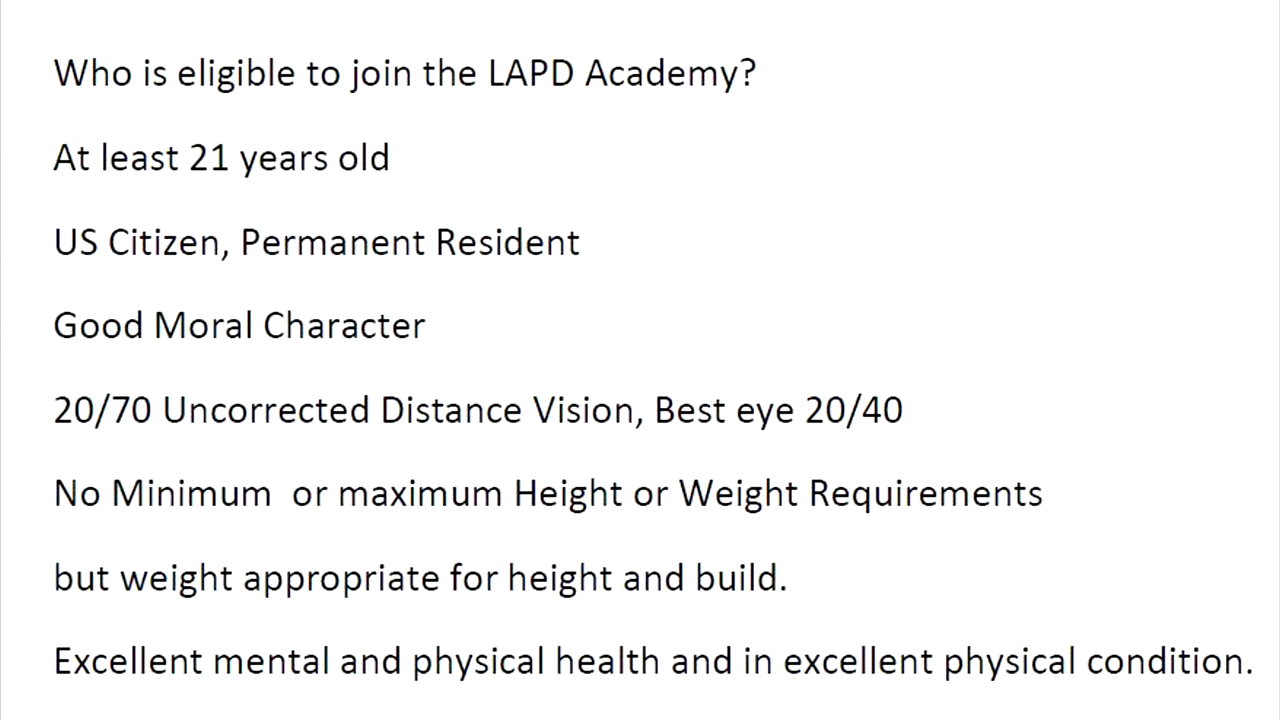 Who is eligible to join the LAPD Academy?
At least 21 years old
US Citizen, Permanent Resident
Good Moral Character
20/70 Uncorrected Distance Vision, Best eye 20/40
No Minimum  or maximum Height or Weight Requirements
but weight appropriate for height and build.
Excellent mental and physical health and in excellent physical condition.